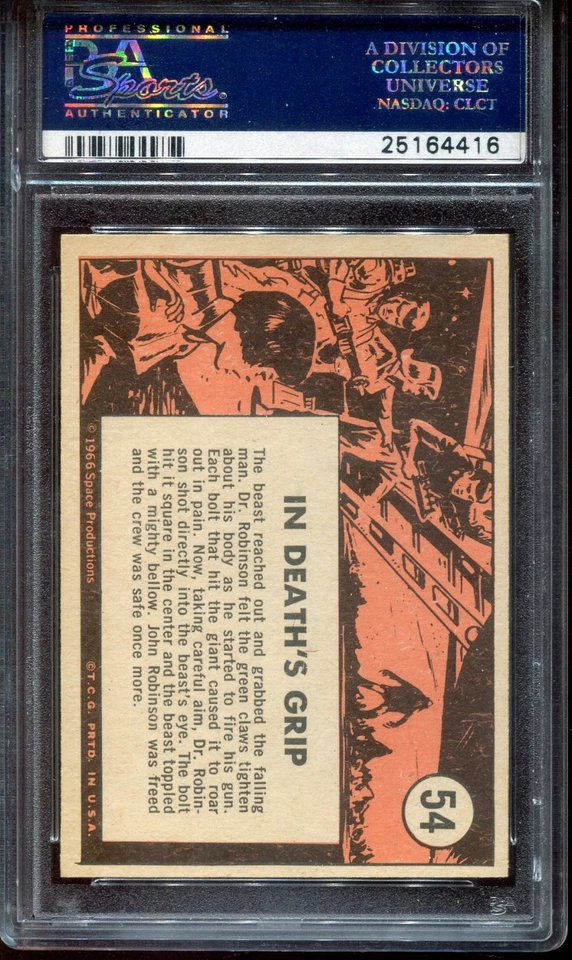 PROFESSIONAL
PSA
Sports
AUTHENTICATOR
A DIVISION OF
COLLECTORS
UNIVERSE
NASDAQ: CLCT
25164416
54
IN DEATH'S GRIP
The beast reached out and grabbed the falling
man. Dr. Robinson felt the green claws tighten
about his body as he started to fire his gun.
Each bolt that hit the giant caused it to roar
out in pain. Now, taking careful aim, Dr. Robin-
son shot directly into the beast's eye. The bolt
hit it square in the center and the beast toppled
with a mighty bellow. John Robinson was freed
and the crew was safe once more.
© 1966 Space Productions
© T.C.G. PRTD. IN U.S.A.
PSA